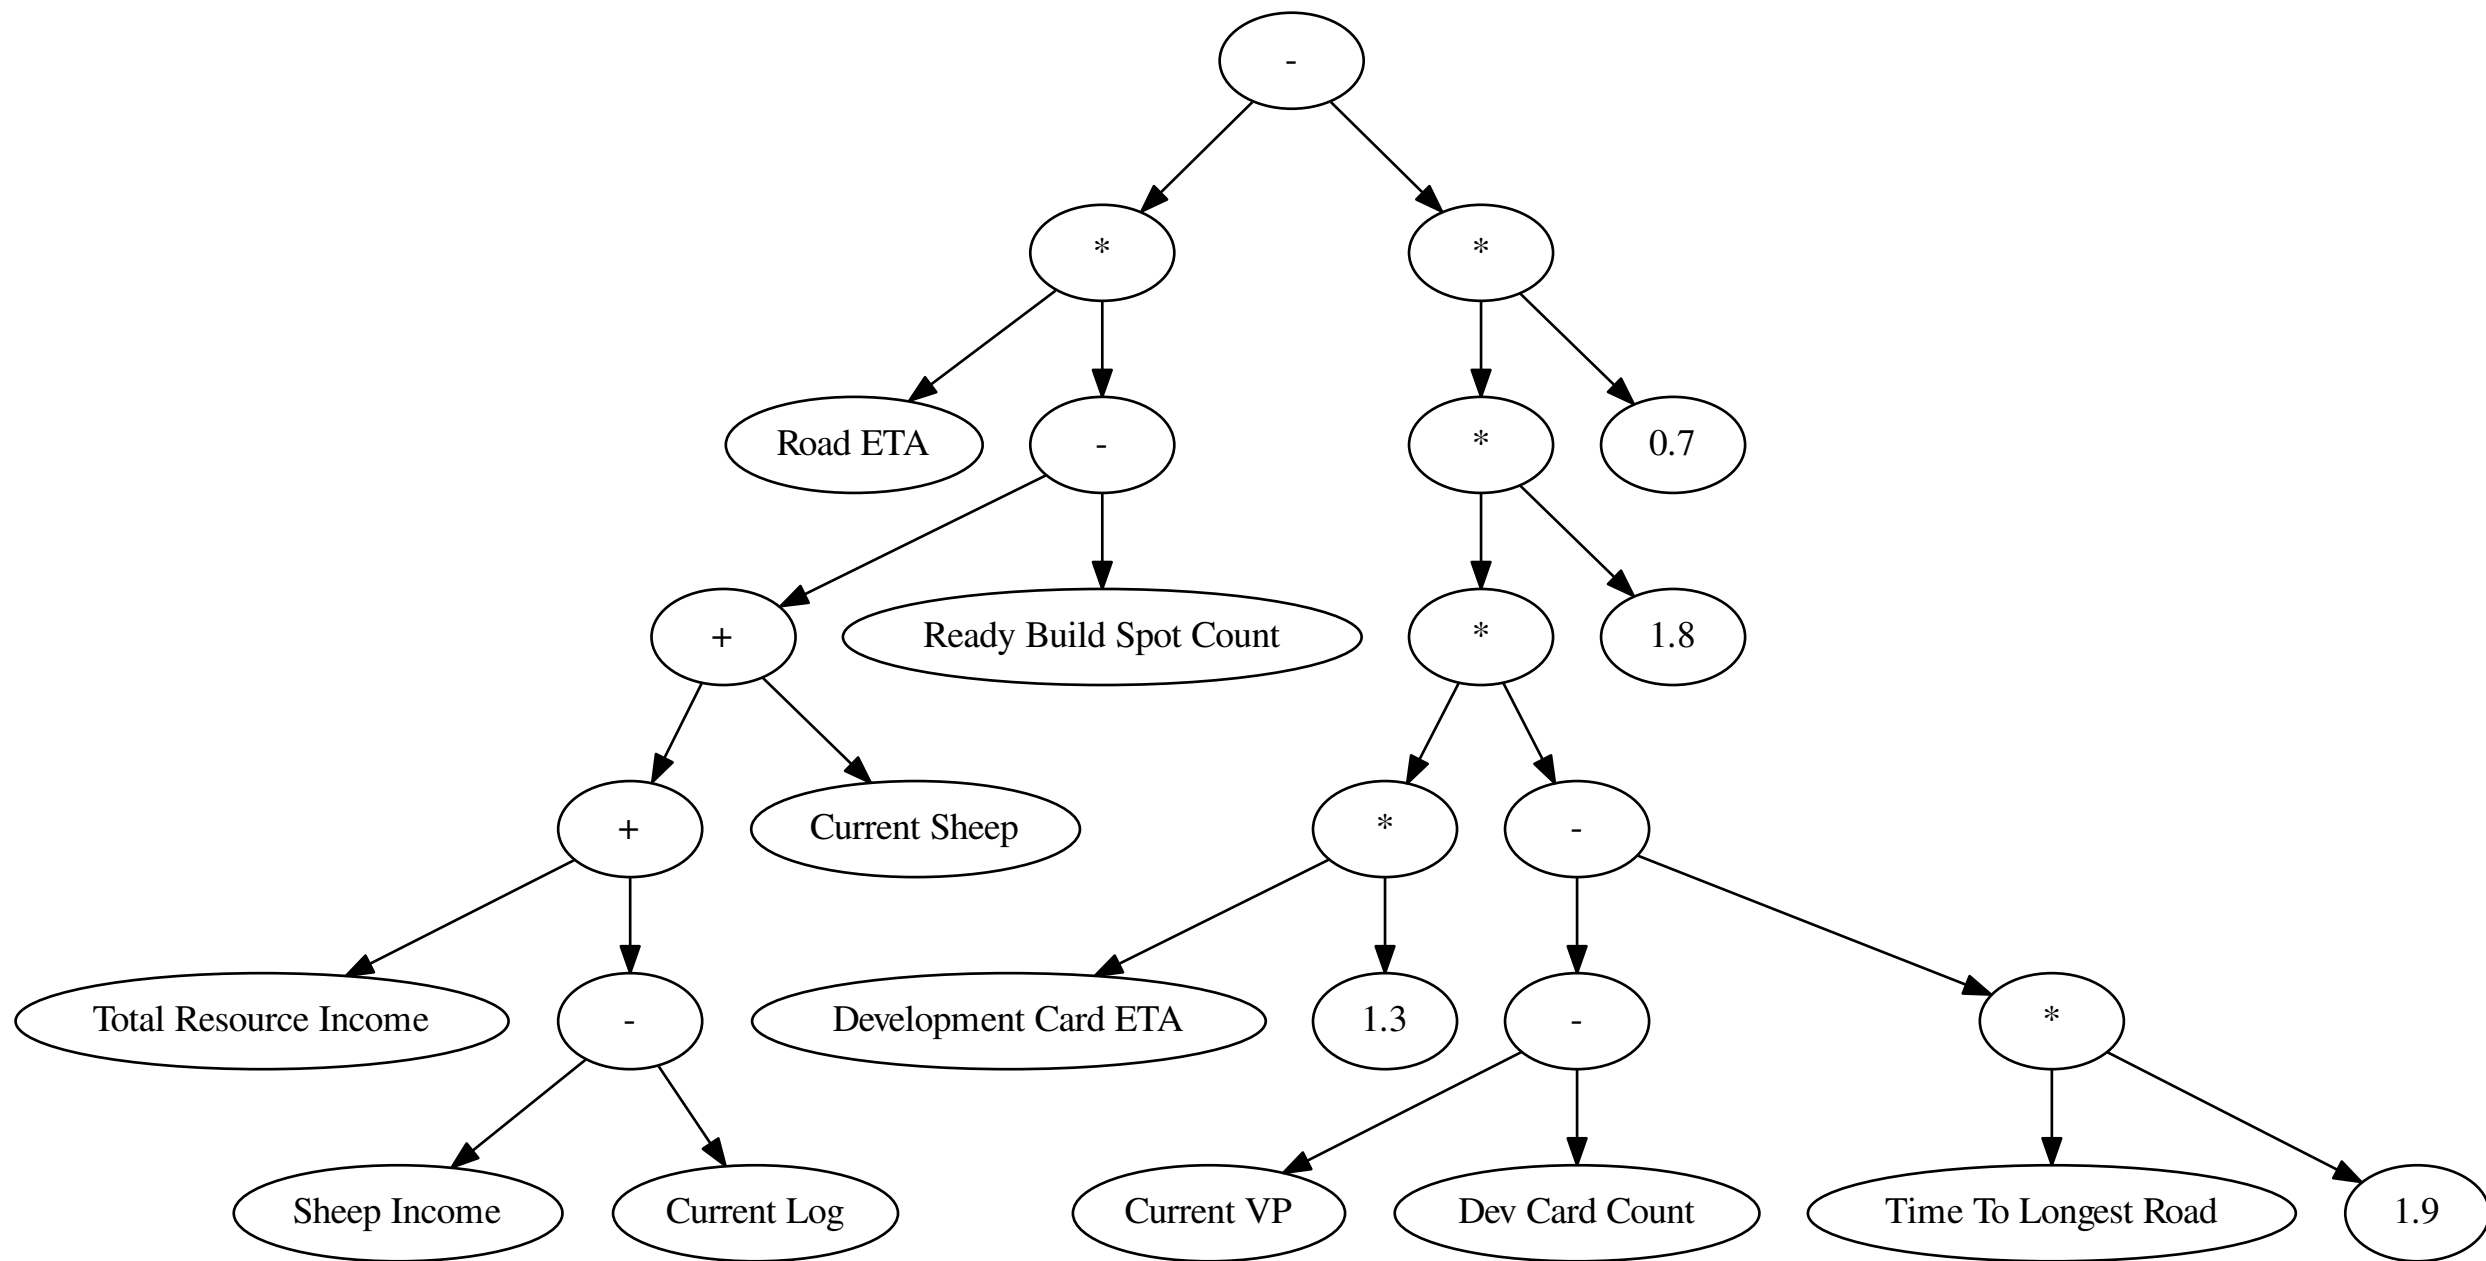 -
*
*
Road ETA
-
*
0.7
+
Ready Build Spot Count
*
1.8
+
Current Sheep
*
-
Total Resource Income
-
Development Card ETA
1.3
-
*
Sheep Income
Current Log
Current VP
Dev Card Count
Time To Longest Road
1.9